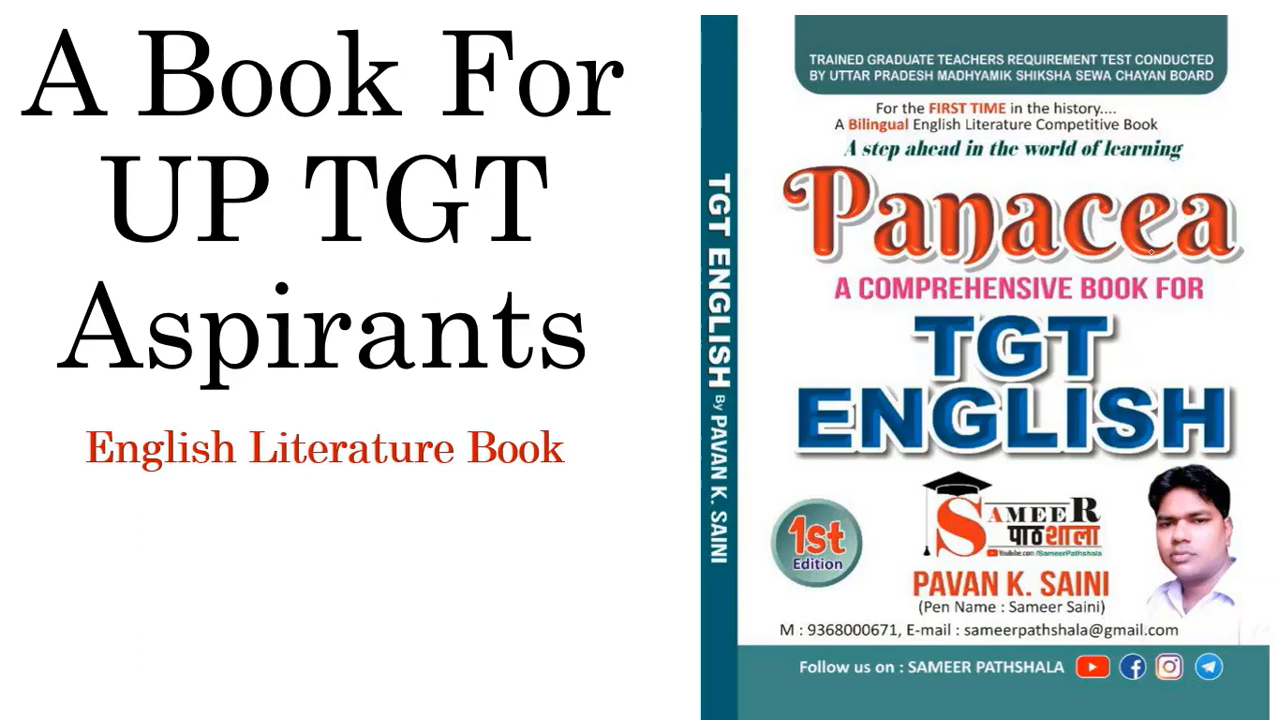 A Book For
UP TGT
Aspirants
English Literature Book
TGT ENGLISH By PAVAN K. SAINI
TRAINED GRADUATE TEACHERS REQUIREMENT TEST CONDUCTED
BY UTTAR PRADESH MADHYAMIK SHIKSHA SEWA CHAYAN BOARD
For the FIRST TIME in the history....
A Bilingual English Literature Competitive Book
A step ahead in the world of learning
Panacea
A COMPREHENSIVE BOOK FOR
TGT
ENGLISH
1st
Edition
SAMEER
पाठशाला
Youtube.com/SameerPathshala
PAVAN K. SAINI
(Pen Name : Sameer Saini)
M : 9368000671, E-mail : sameerpathshala@gmail.com
Follow us on : SAMEER PATHSHALA